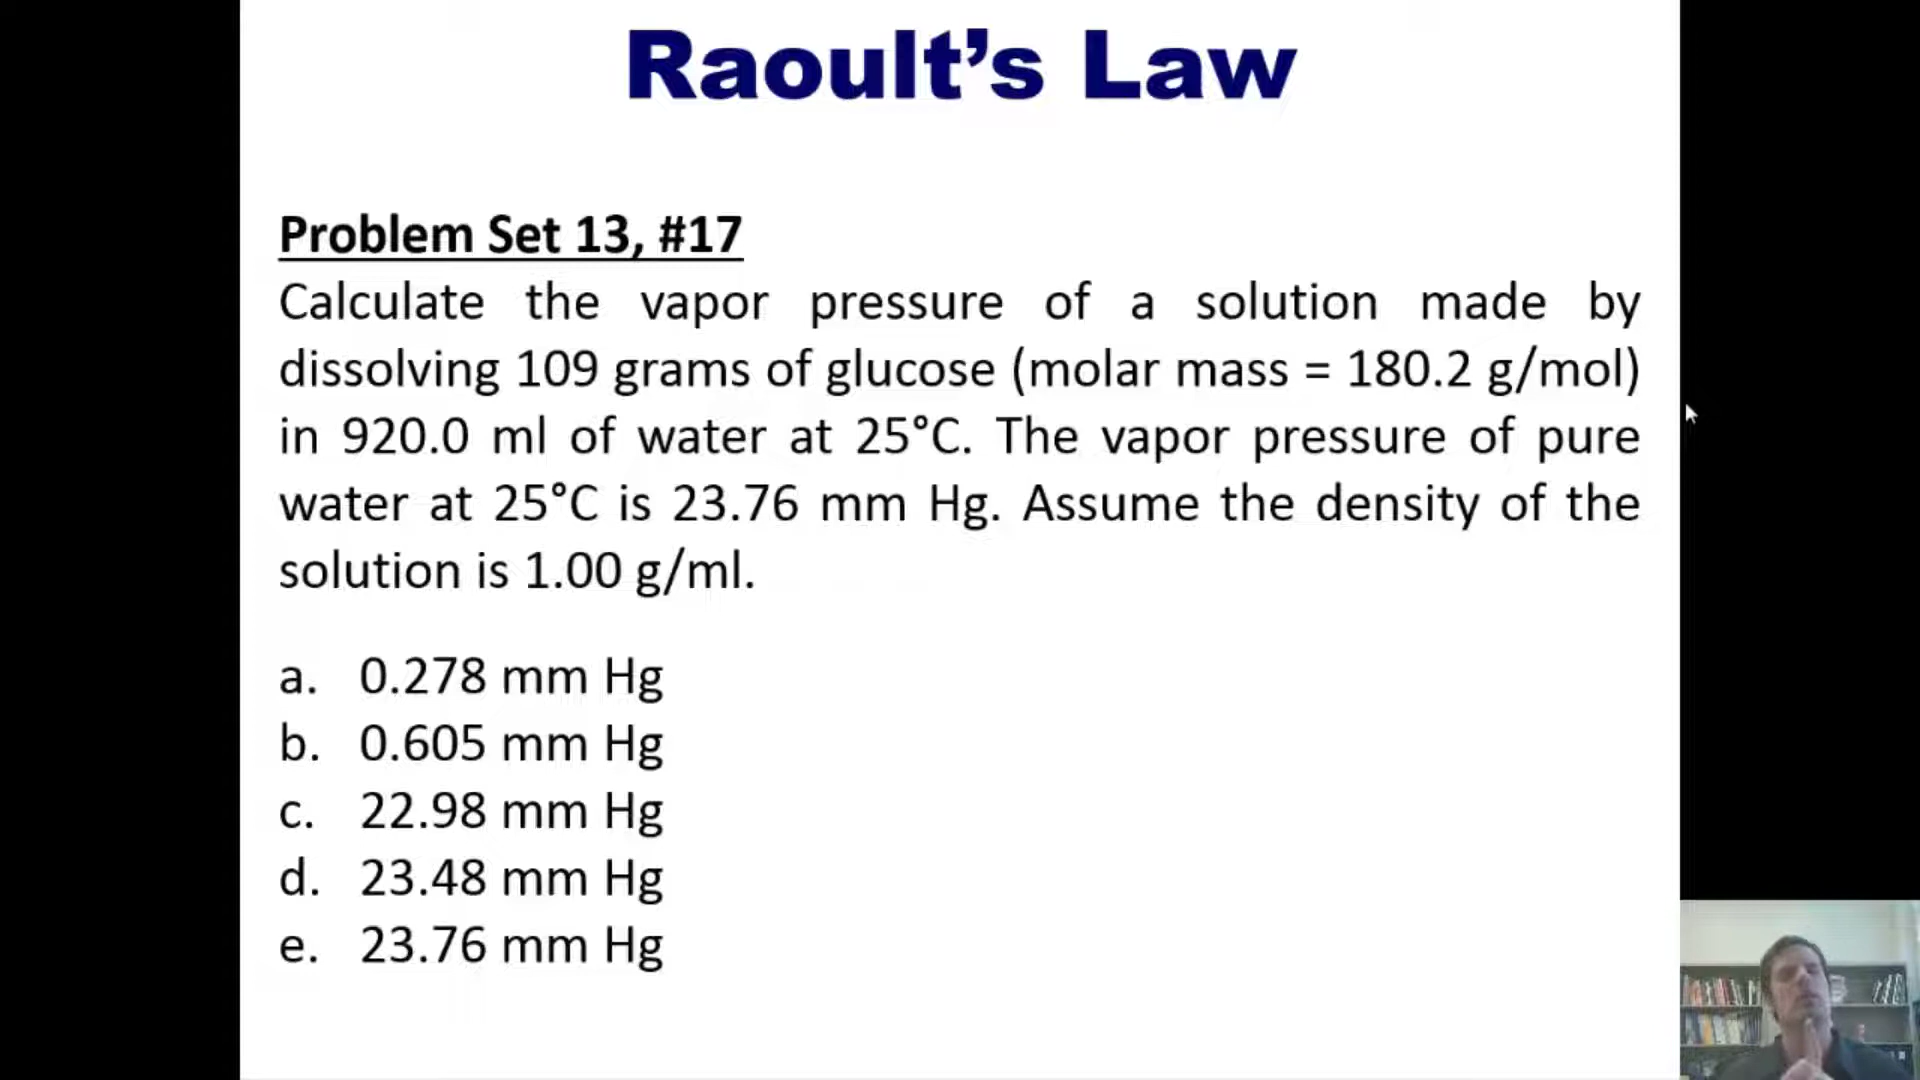 Raoult’s Law
Problem Set 13, #17
Calculate the vapor pressure of a solution made by
dissolving 109 grams of glucose (molar mass = 180.2 g/mol)
in 920.0 ml of water at 25°C. The vapor pressure of pure
water at 25°C is 23.76 mm Hg. Assume the density of the
solution is 1.00 g/ml.
a. 0.278 mm Hg
b. 0.605 mm Hg
c. 22.98 mm Hg
d. 23.48 mm Hg
e. 23.76 mm Hg